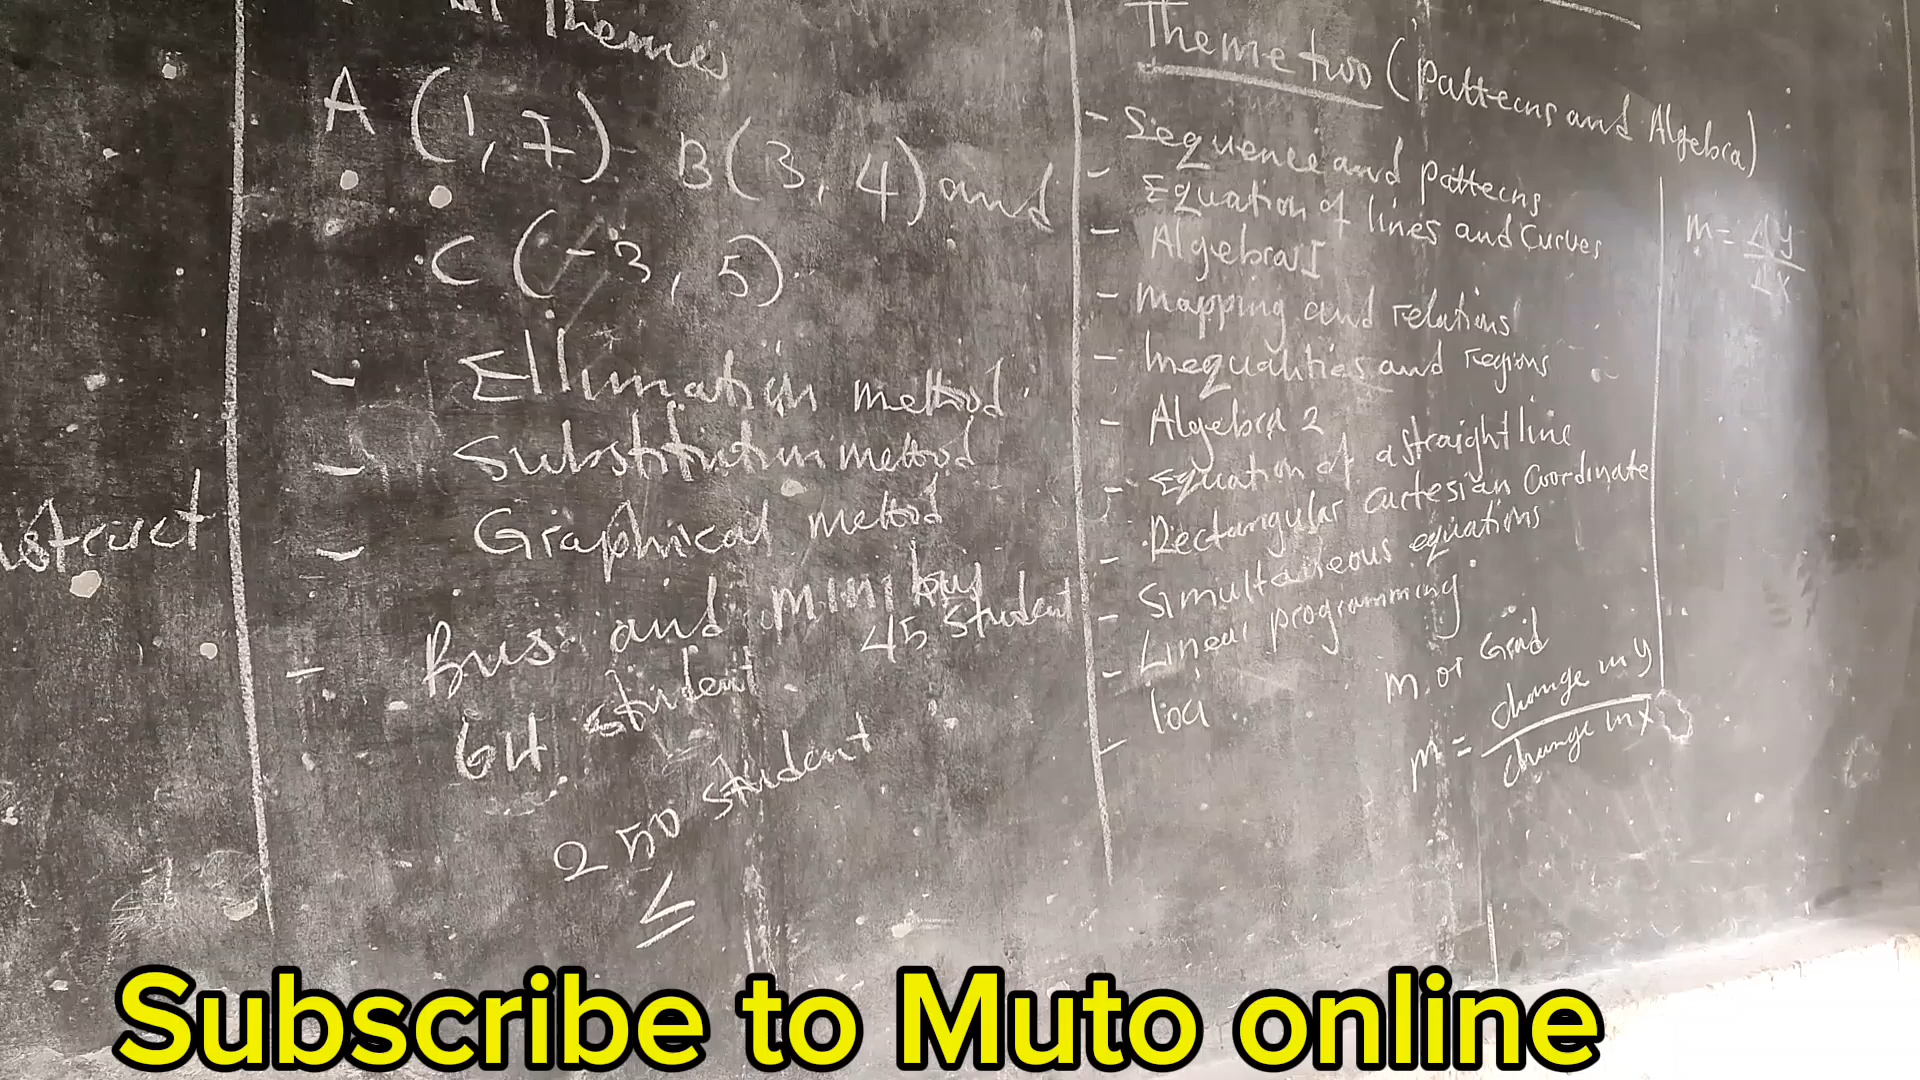 Themes
A (1, 7) B(3, 4) and
C (-3, 5)
- Ellimation method
- Substitution method
- Graphical method
- Bus and minibus
64 student 45 student
250 student
≤
Theme two (patterns and Algebra)
- Sequence and patterns
- Equation of lines and curves
- Algebra I
- mapping and relations
- Inequalities and regions
- Algebra 2
- Equation of a straight line
- Rectangular cartesian coordinate
- Simultaneous equations
- Linear programming
- loci
m or Grad
m = change in y
change in x
m = Δy
Δx
Subscribe to Muto online